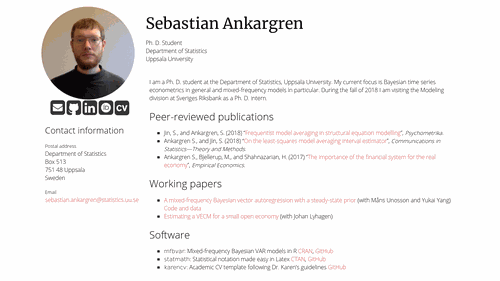 Sebastian Ankargren
Ph. D. Student
Department of Statistics
Uppsala University
I am a Ph. D. student at the Department of Statistics, Uppsala University. My current focus is Bayesian time series
econometrics in general and mixed-frequency models in particular. During the fall of 2018 I am visiting the Modeling
division at Sveriges Riksbank as a Ph. D. intern.
Peer-reviewed publications
Jin, S., and Ankargren, S. (2018) "Frequentist model averaging in structural equation modelling", Psychometrika.
Ankargren S., and Jin, S. (2018) "On the least-squares model averaging interval estimator", Communications in
Statistics—Theory and Methods.
Ankargren S., Bjellerup, M., and Shahnazarian, H. (2017) "The importance of the financial system for the real
economy", Empirical Economics.
Working papers
A mixed-frequency Bayesian vector autoregression with a steady-state prior (with Måns Unosson and Yukai Yang)
Code and data
Estimating a VECM for a small open economy (with Johan Lyhagen)
Software
mfbvar: Mixed-frequency Bayesian VAR models in R CRAN, GitHub
statmath: Statistical notation made easy in Latex CTAN, GitHub
karencv: Academic CV template following Dr. Karen's guidelines GitHub
in iD CV
Contact information
Postal address
Department of Statistics
Box 513
751 48 Uppsala
Sweden
Email
sebastian.ankargren@statistics.uu.se